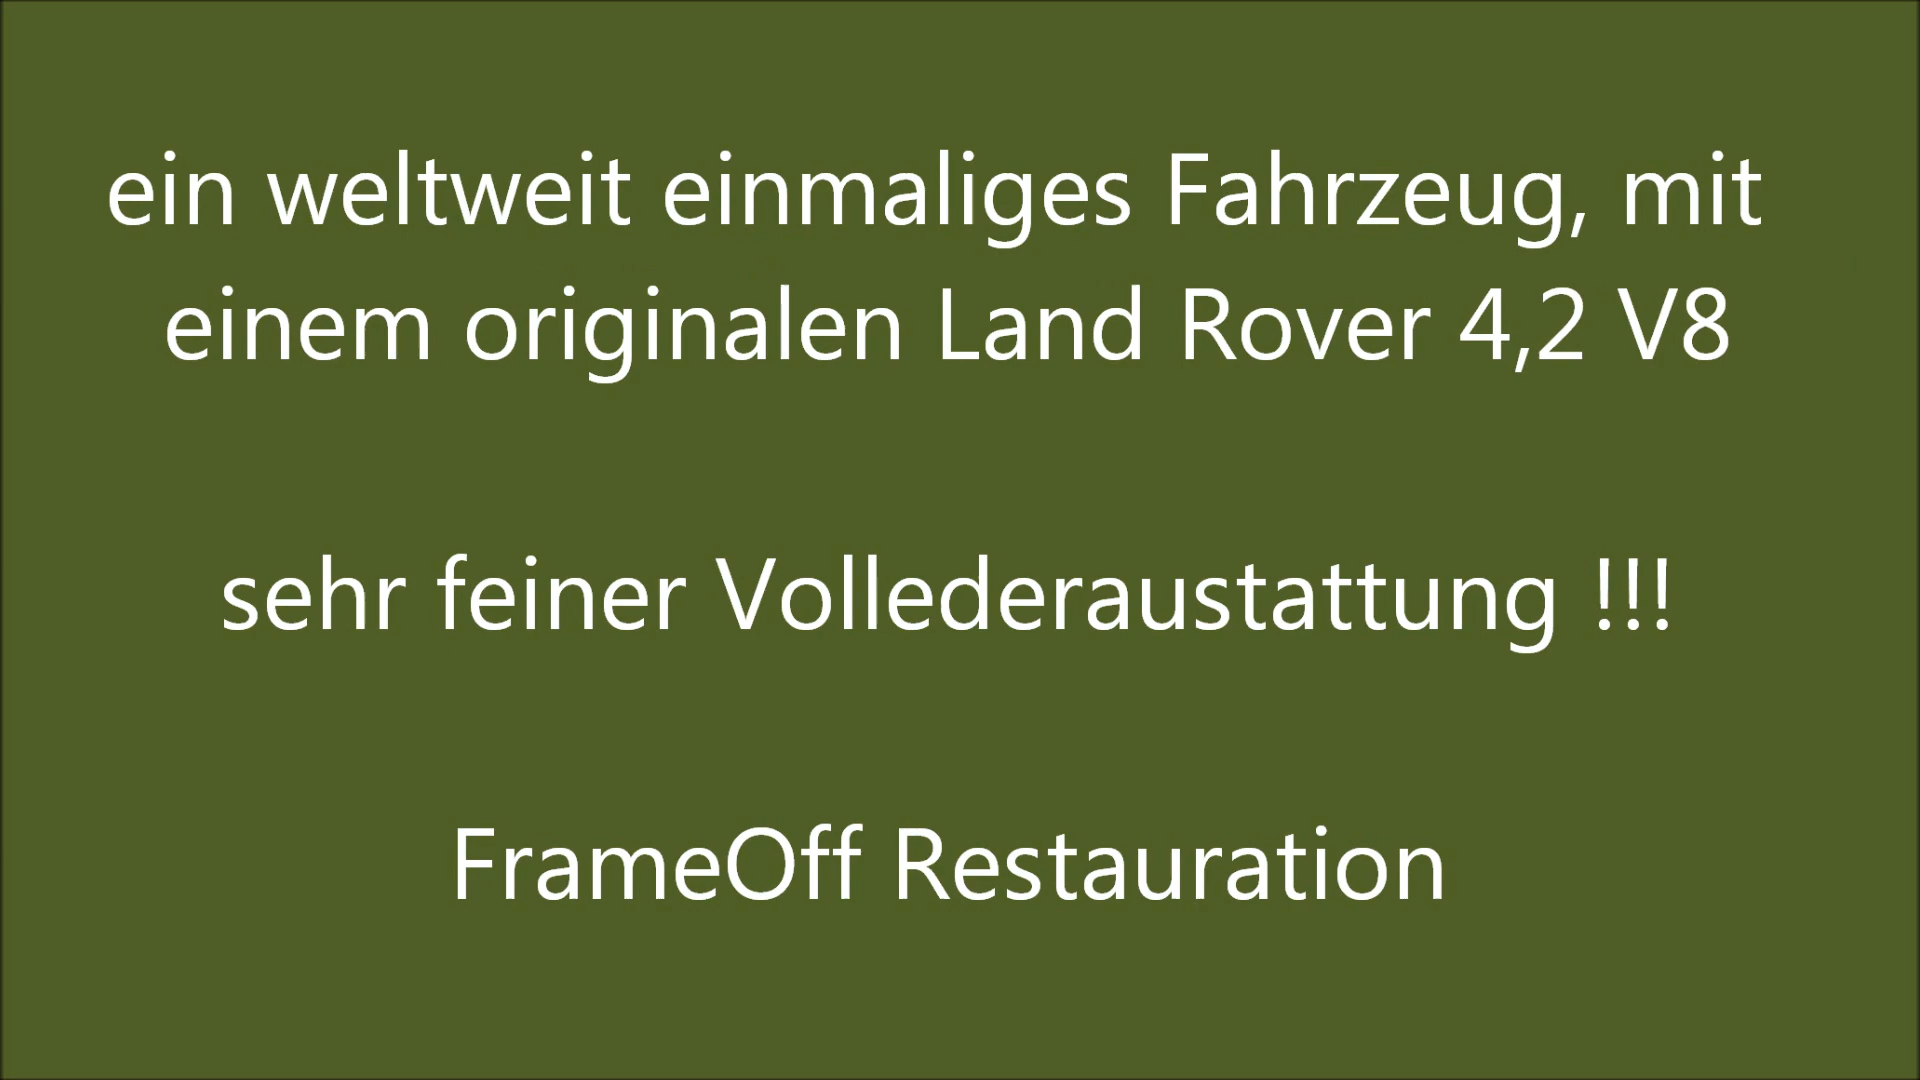 ein weltweit einmaliges Fahrzeug, mit
einem originalen Land Rover 4,2 V8
sehr feiner Vollederaustattung !!!
FrameOff Restauration